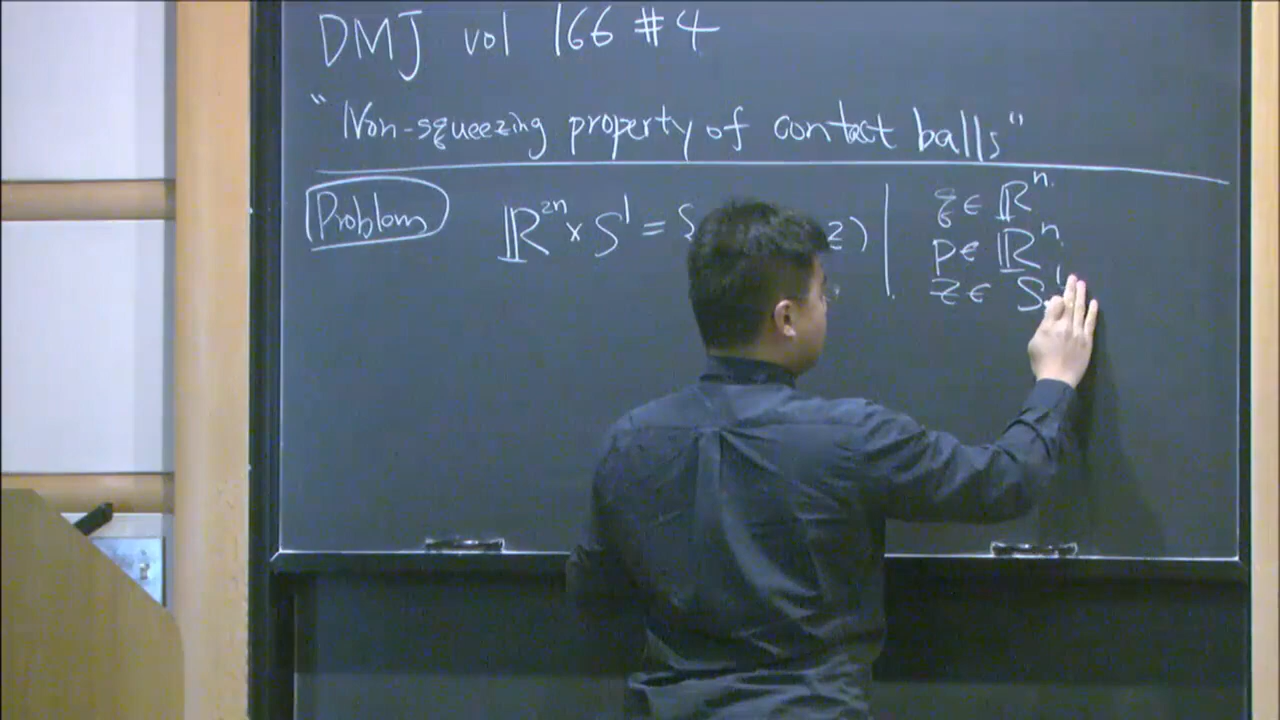 DMJ vol 166 #4
"Non-squeezing property of contact balls"
Problem ℝ²ⁿ × S¹ = { z) | q ∈ ℝⁿ
p ∈ ℝⁿ
z ∈ S¹